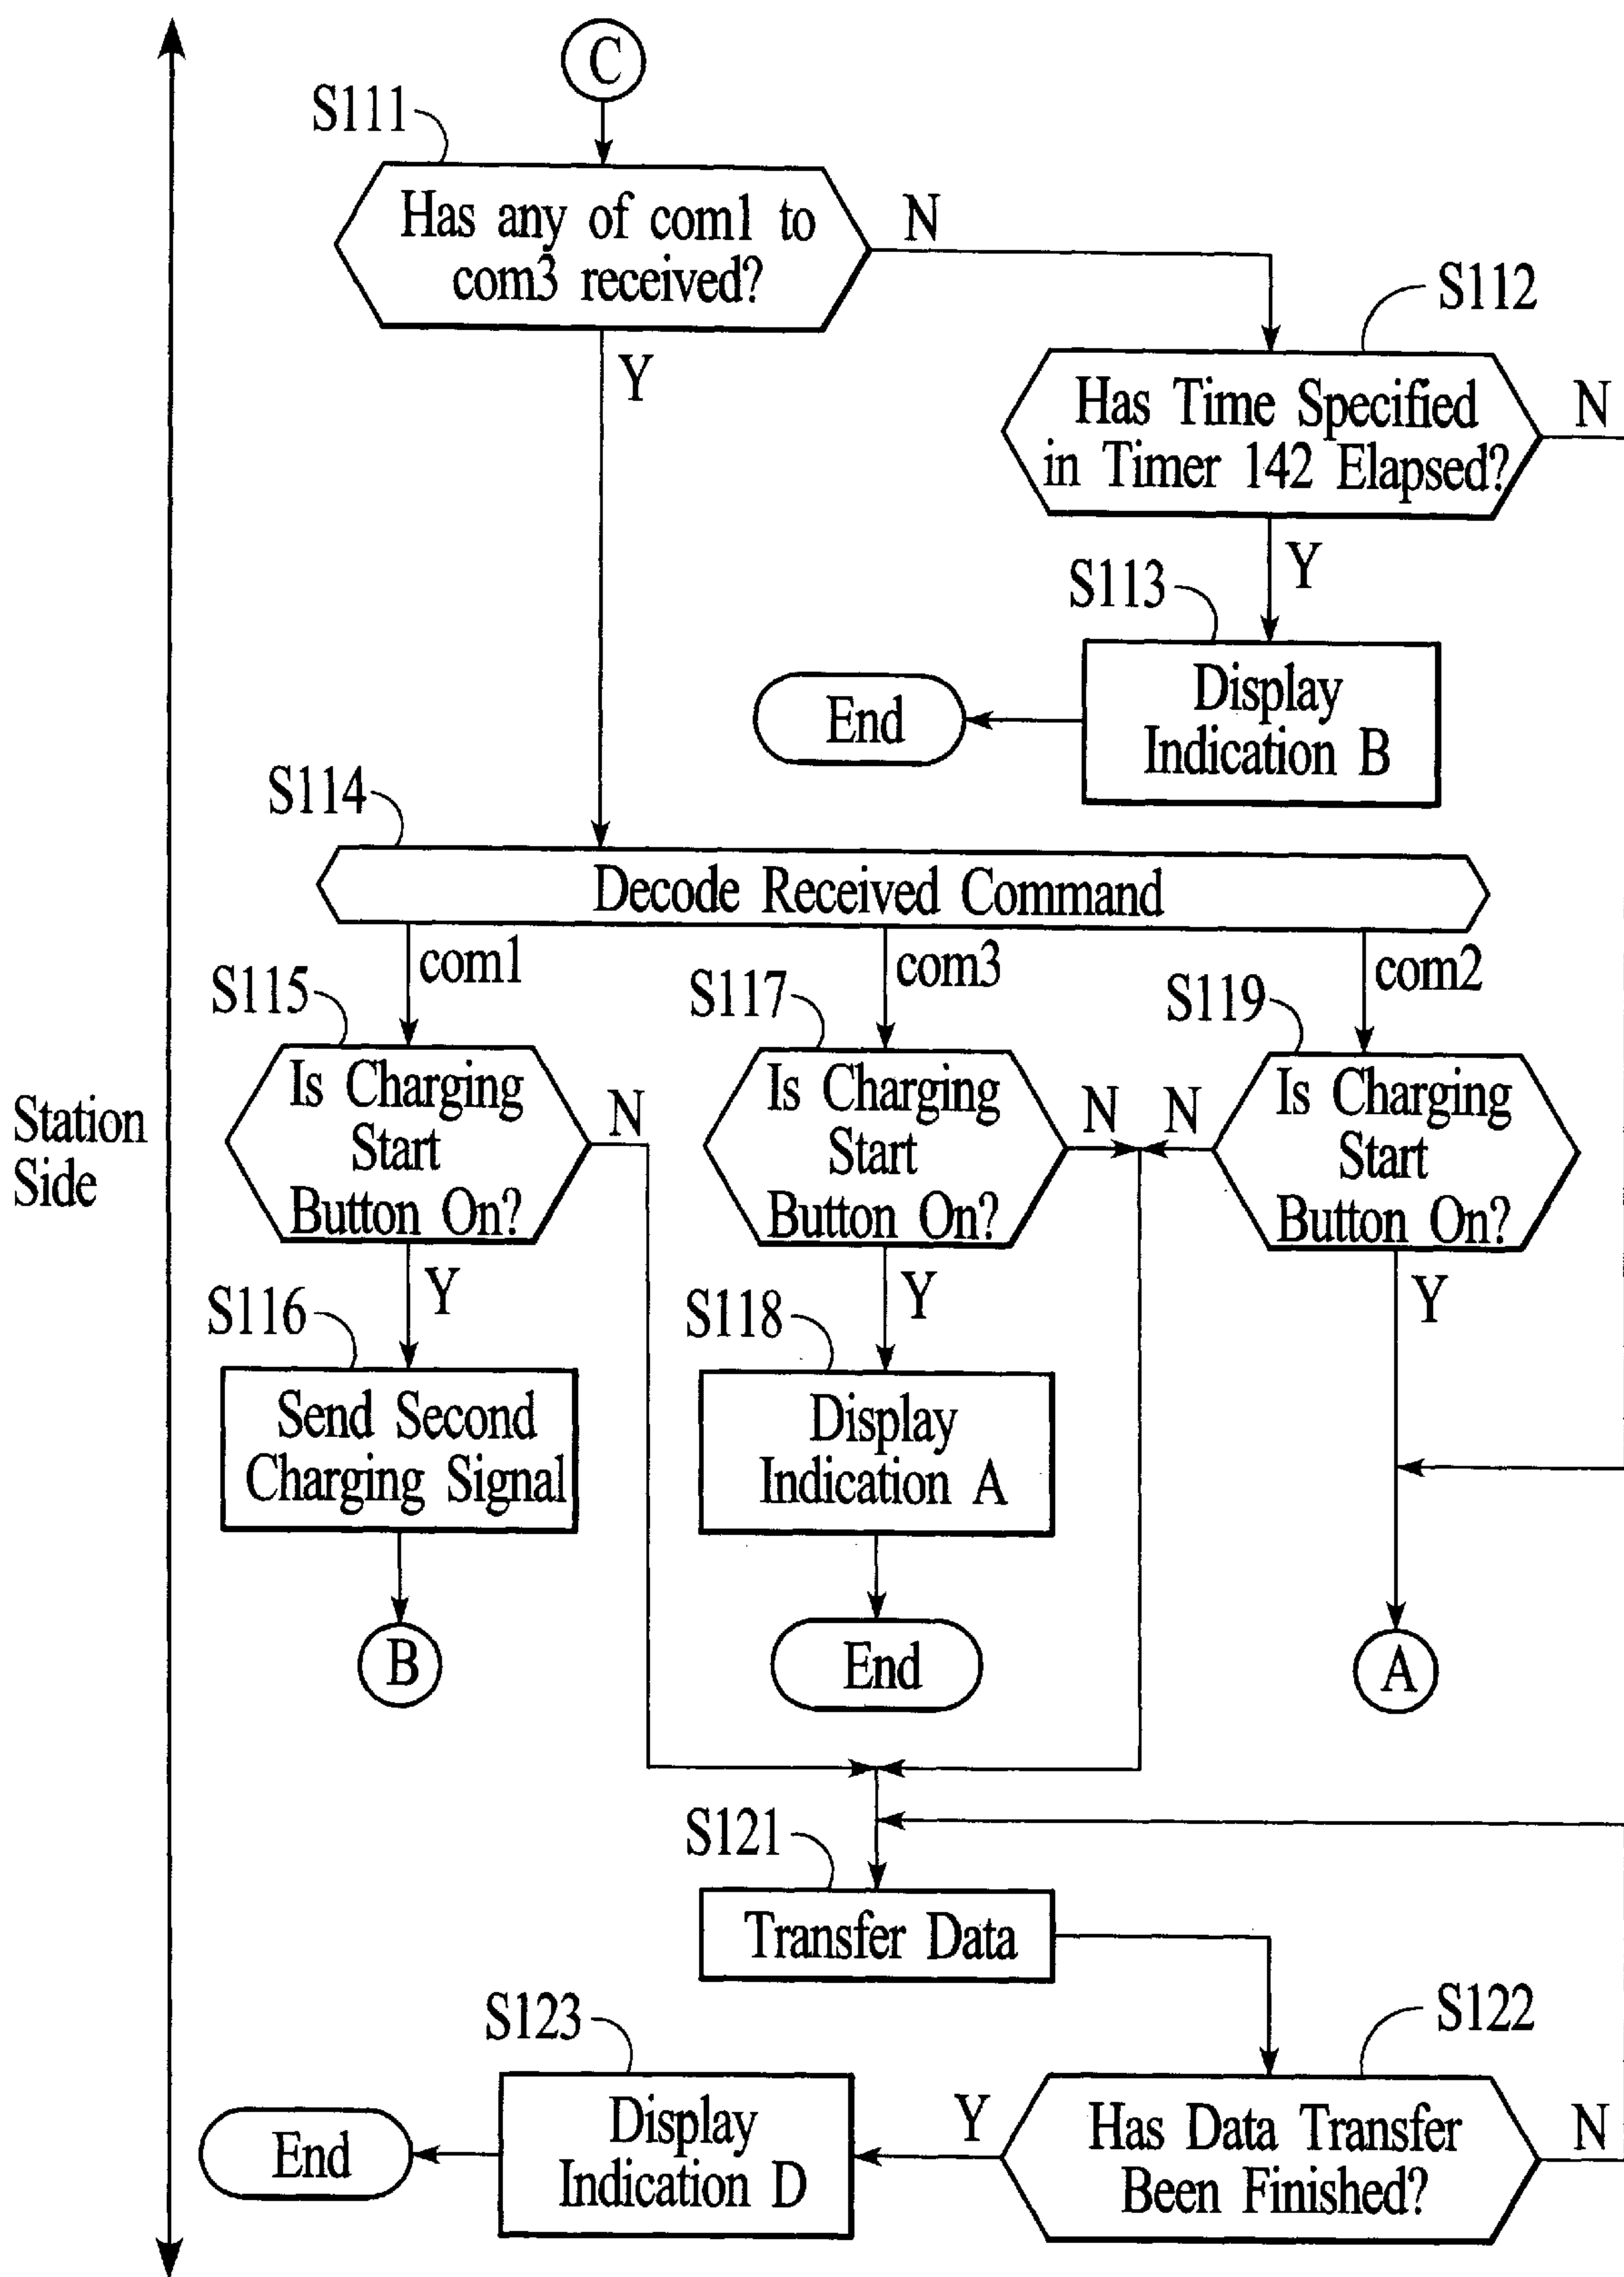 C
S111
Has any of com1 to
com3 received?
N
Y
S112
Has Time Specified
in Timer 142 Elapsed?
N
Y
S113
Display
Indication B
End
S114
Decode Received Command
com1
com3
com2
S115
Is Charging
Start
Button On?
N
Y
S117
Is Charging
Start
Button On?
N
Y
S119
Is Charging
Start
Button On?
N
Y
Station
Side
S116
Send Second
Charging Signal
B
S118
Display
Indication A
End
A
S121
Transfer Data
S122
Has Data Transfer
Been Finished?
N
Y
S123
Display
Indication D
End